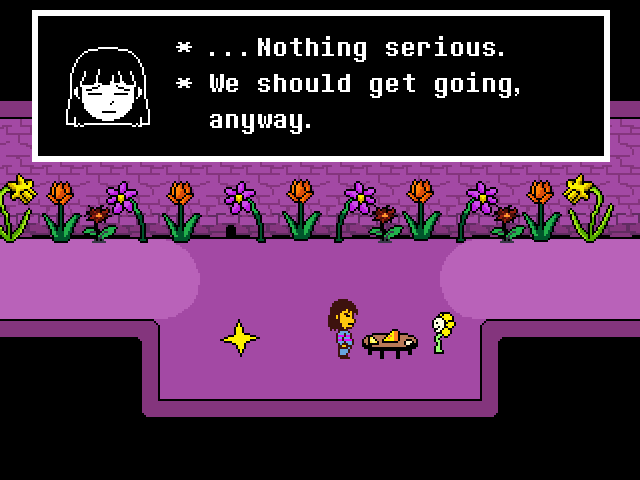 * ...Nothing serious.
* We should get going,
anyway.